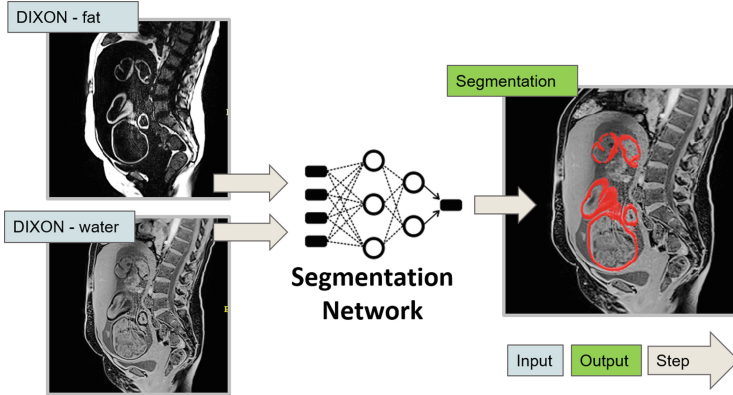 DIXON - fat
DIXON - water
Segmentation
Network
Segmentation
Input
Output
Step